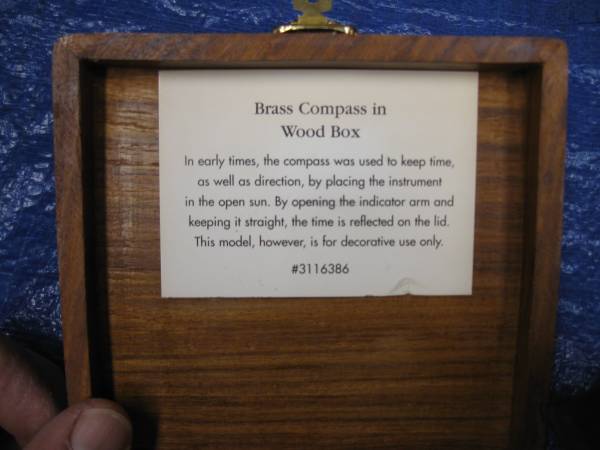 Brass Compass in
Wood Box
In early times, the compass was used to keep time,
as well as direction, by placing the instrument
in the open sun. By opening the indicator arm and
keeping it straight, the time is reflected on the lid.
This model, however, is for decorative use only.
#3116386